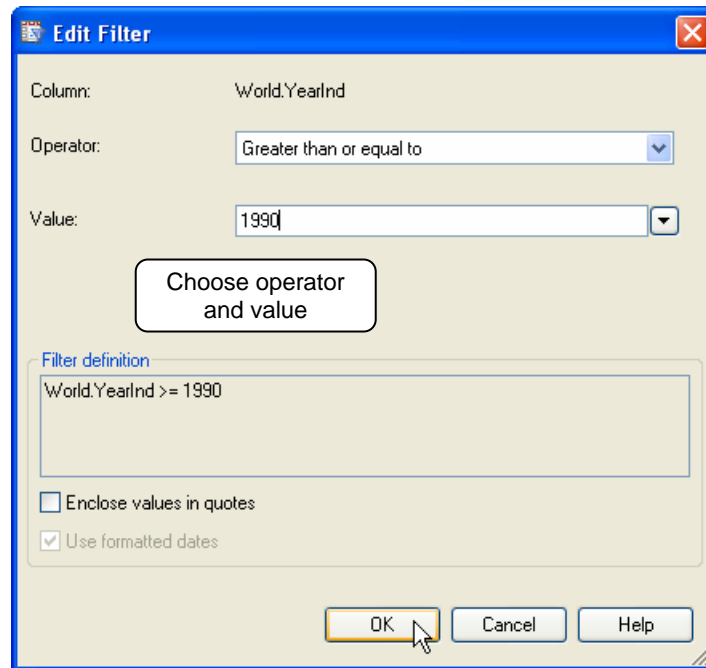 Edit Filter
Column: World.YearInd
Operator: Greater than or equal to
Value: 1990
Choose operator
and value
Filter definition
World.YearInd >= 1990
Enclose values in quotes
Use formatted dates
OK Cancel Help